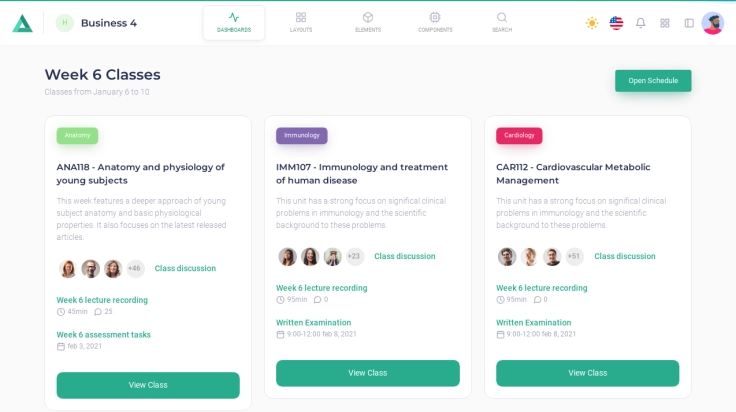 H
Business 4
DASHBOARDS
LAYOUTS
ELEMENTS
COMPONENTS
SEARCH
Week 6 Classes
Classes from January 6 to 10
Open Schedule
Anatomy
ANA118 - Anatomy and physiology of
young subjects
This week features a deeper approach of young
subject anatomy and basic physiological
properties. It also focuses on the latest released
articles.
+46
Class discussion
Week 6 lecture recording
45min
25
Week 6 assessment tasks
feb 3, 2021
View Class
Immunology
IMM107 - Immunology and treatment
of human disease
This unit has a strong focus on significal clinical
problems in immunology and the scientific
background to these problems.
+23
Class discussion
Week 6 lecture recording
95min
0
Written Examination
9:00-12:00 feb 8, 2021
View Class
Cardiology
CAR112 - Cardiovascular Metabolic
Management
This unit has a strong focus on significal clinical
problems in immunology and the scientific
background to these problems.
+51
Class discussion
Week 6 lecture recording
95min
0
Written Examination
9:00-12:00 feb 8, 2021
View Class